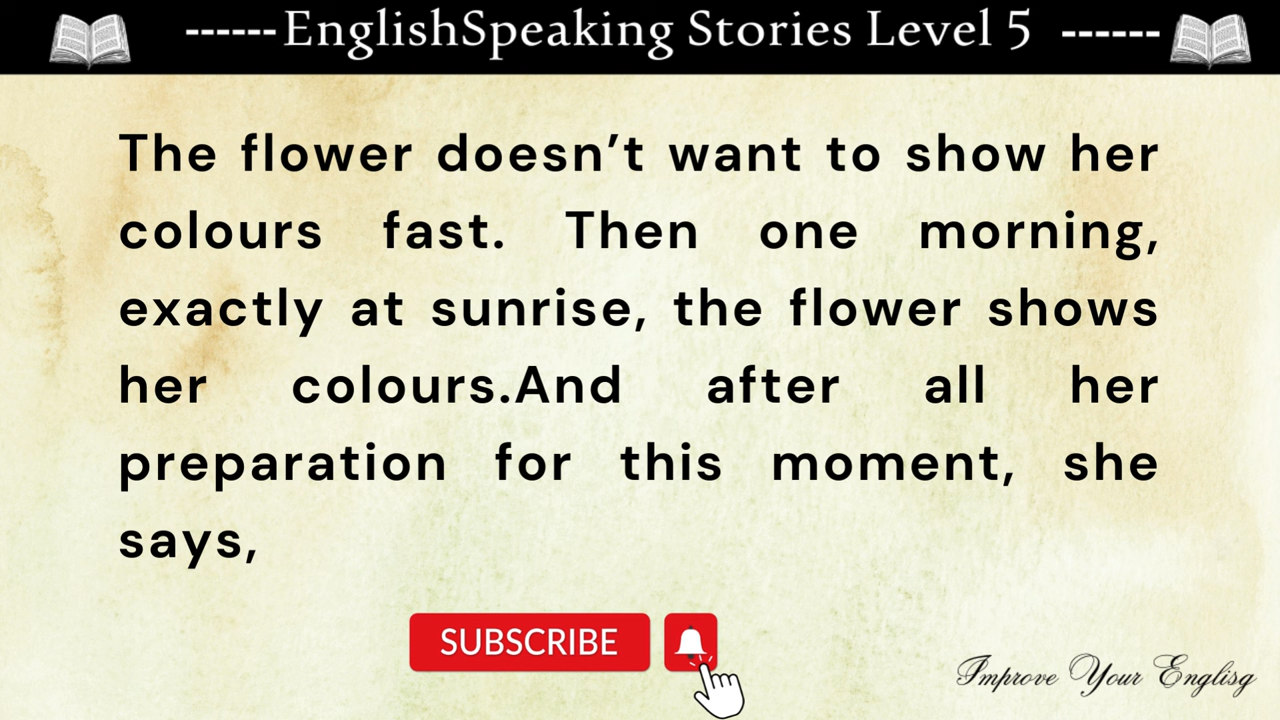 ------EnglishSpeaking Stories Level 5 ------
The flower doesn’t want to show her
colours fast. Then one morning,
exactly at sunrise, the flower shows
her colours.And after all her
preparation for this moment, she
says,
SUBSCRIBE
Improve Your Englisg